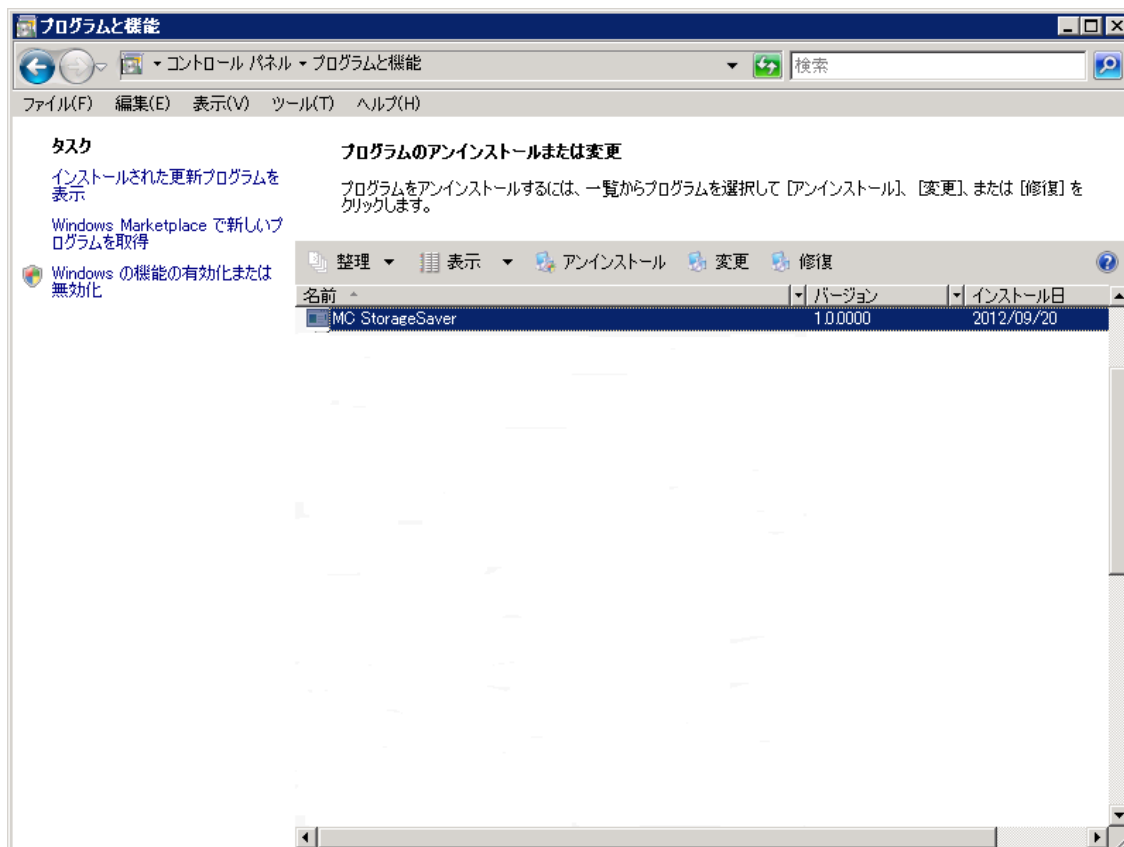 プログラムと機能
コントロール パネル プログラムと機能
検索
ファイル(F) 編集(E) 表示(V) ツール(T) ヘルプ(H)
タスク
インストールされた更新プログラムを
表示
Windows Marketplace で新しいプ
ログラムを取得
Windows の機能の有効化または
無効化
プログラムのアンインストールまたは変更
プログラムをアンインストールするには、一覧からプログラムを選択して [アンインストール]、[変更]、または [修復] を
クリックします。
整理 表示 アンインストール 変更 修復
名前 バージョン インストール日
MC StorageSaver 1.0.0000 2012/09/20